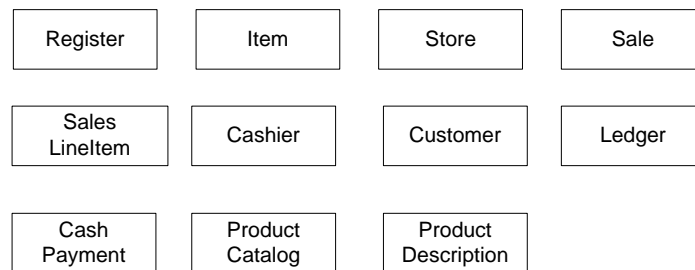 Register
Item
Store
Sale
Sales
LineItem
Cashier
Customer
Ledger
Cash
Payment
Product
Catalog
Product
Description